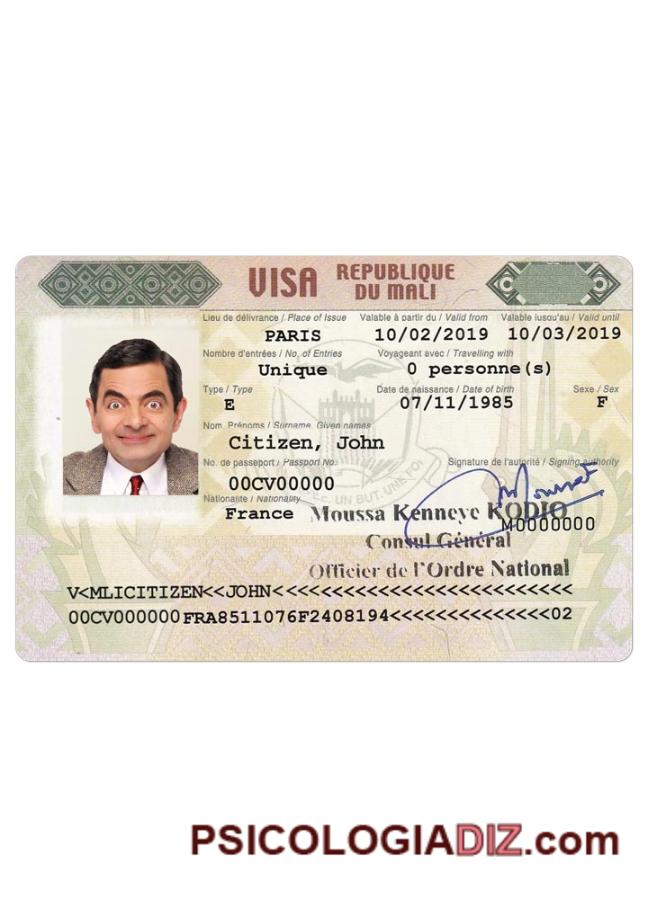 VISA REPUBLIQUE
DU MALI
Lieu de délivrance / Place of Issue Valable à partir du / Valid from Valable jusqu'au / Valid until
PARIS 10/02/2019 10/03/2019
Nombre d'entrées / No. of Entries Voyageant avec / Travelling with
Unique 0 personne(s)
Type / Type Date de naissance / Date of birth Sexe / Sex
E 07/11/1985 F
Nom, Prénoms / Surname, Given names
Citizen, John
No. de passeport / Passport No. Signature de l'autorité / Signing authority
00CV00000
UN BUT, UNE FOI
Nationalité / Nationality
France Moussa Kenneye KODIO
M0000000
Consul Général
Officier de l'Ordre National
V<MLICITIZEN<<JOHN<<<<<<<<<<<<<<<<<<<<<<<<<<
00CV000000FRA8511076F2408194<<<<<<<<<<<<<<02
PSICOLOGIADIZ.com